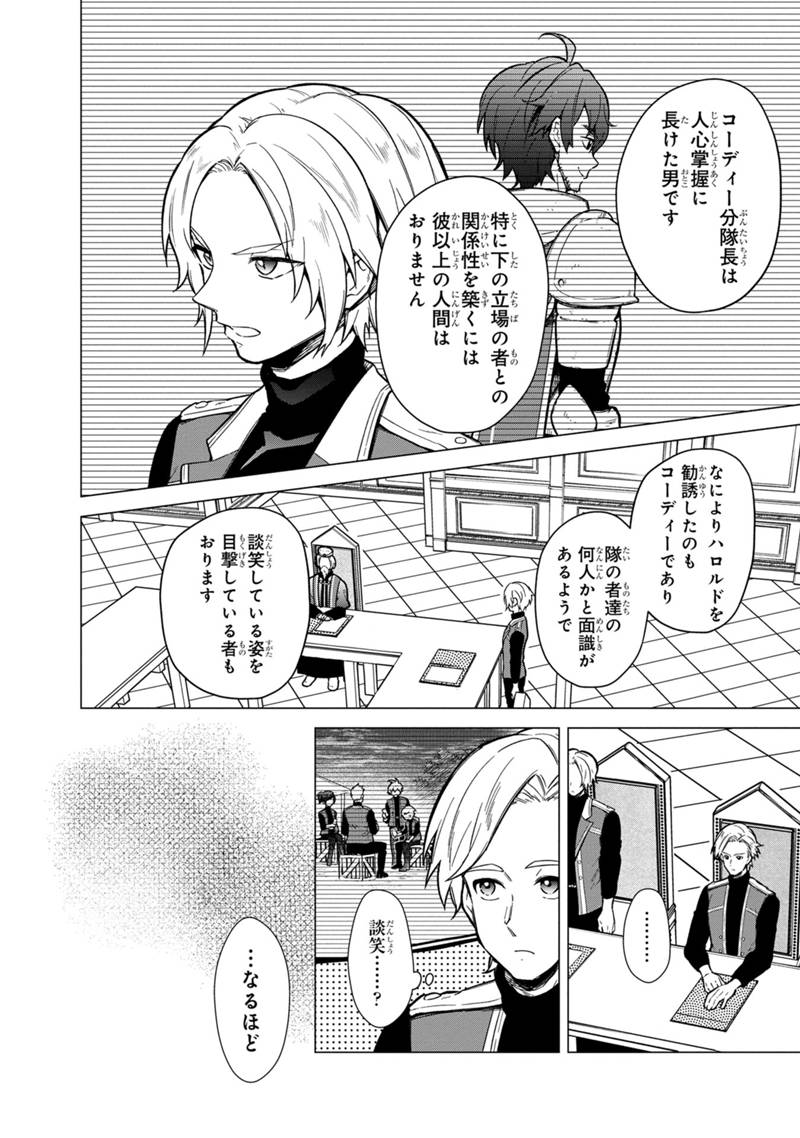 コーディー分隊長は
人心掌握に
長けた男です
特に下の立場の者との
関係性を築くには
彼以上の人間は
おりません
なによりハロルドを
勧誘したのも
コーディーであり
隊の者達の
何人かと面識が
あるようで
談笑している姿を
目撃している者も
おります
……
談笑……？
…なるほど